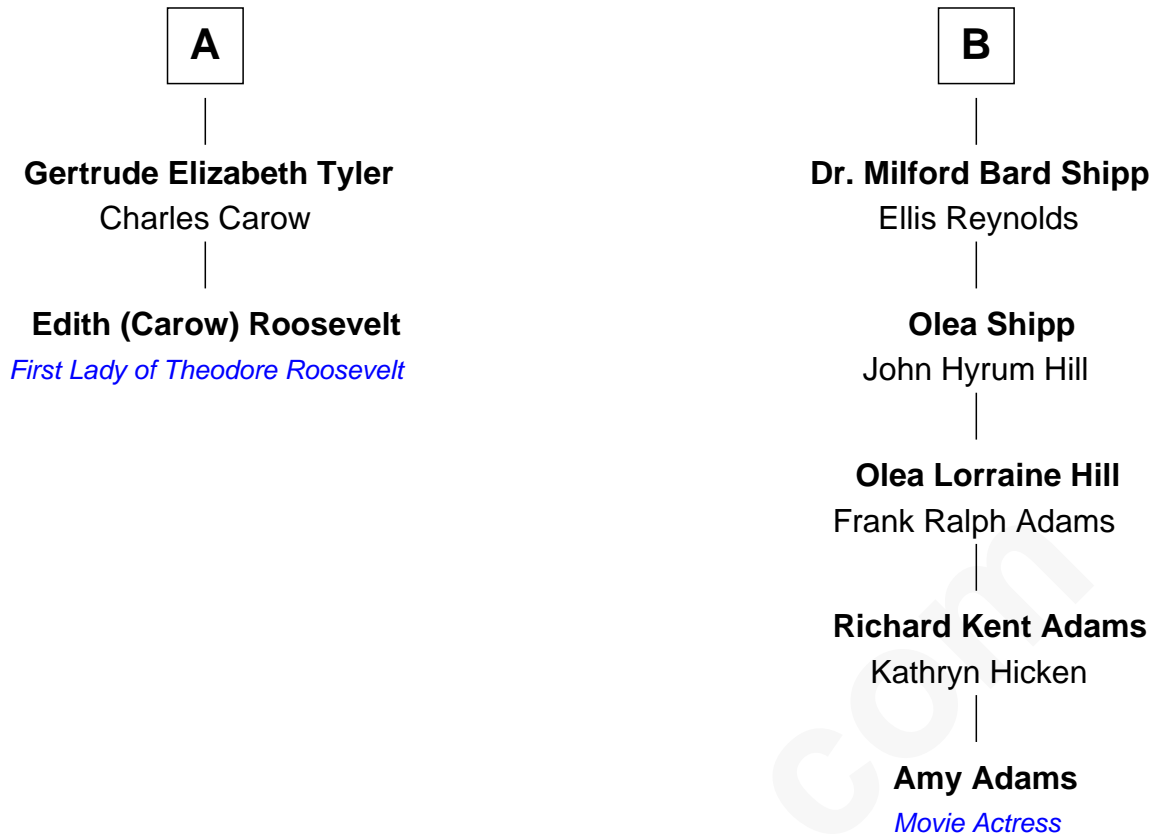 A
Gertrude Elizabeth Tyler
Charles Carow
Edith (Carow) Roosevelt
First Lady of Theodore Roosevelt
B
Dr. Milford Bard Shipp
Ellis Reynolds
Olea Shipp
John Hyrum Hill
Olea Lorraine Hill
Frank Ralph Adams
Richard Kent Adams
Kathryn Hicken
Amy Adams
Movie Actress
com